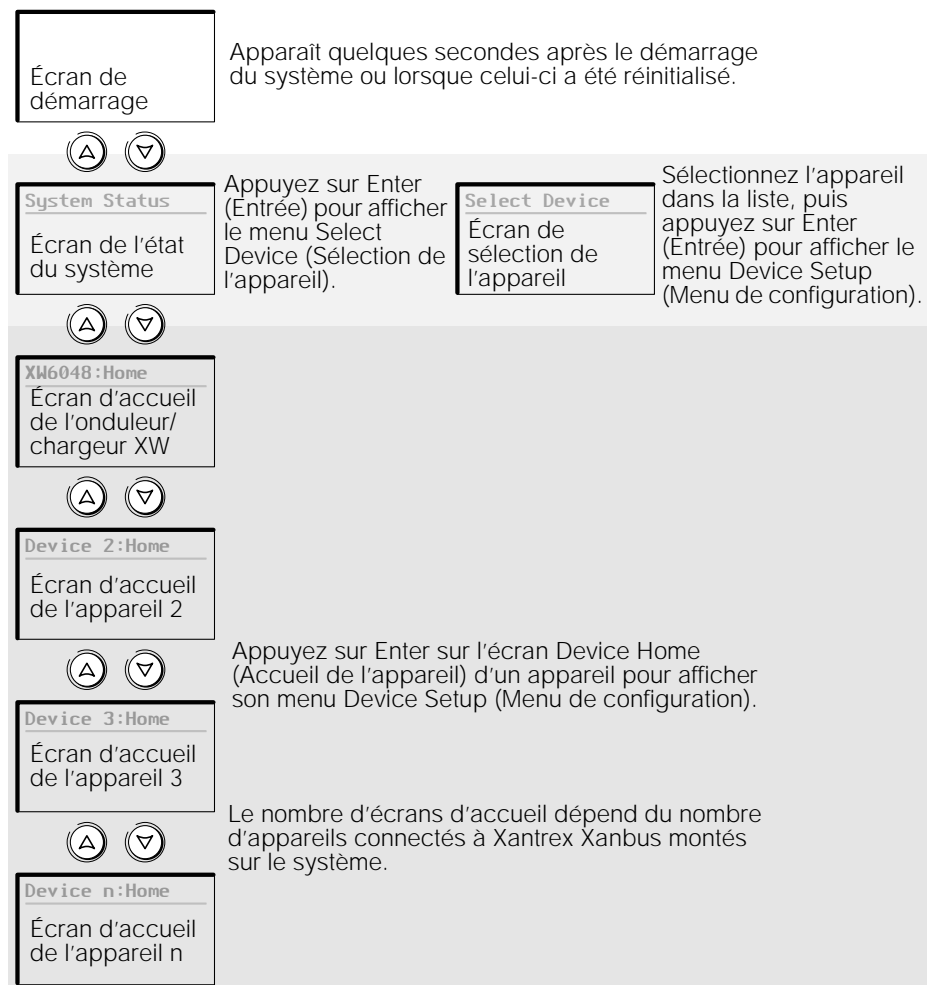 Écran de
démarrage
Apparaît quelques secondes après le démarrage
du système ou lorsque celui-ci a été réinitialisé.
System Status
Écran de l'état
du système
Appuyez sur Enter
(Entrée) pour afficher
le menu Select
Device (Sélection de
l'appareil).
Select Device
Écran de
sélection de
l'appareil
Sélectionnez l'appareil
dans la liste, puis
appuyez sur Enter
(Entrée) pour afficher le
menu Device Setup
(Menu de configuration).
XW6048:Home
Écran d'accueil
de l'onduleur/
chargeur XW
Device 2:Home
Écran d'accueil
de l'appareil 2
Appuyez sur Enter sur l'écran Device Home
(Accueil de l'appareil) d'un appareil pour afficher
son menu Device Setup (Menu de configuration).
Device 3:Home
Écran d'accueil
de l'appareil 3
Le nombre d'écrans d'accueil dépend du nombre
d'appareils connectés à Xantrex Xanbus montés
sur le système.
Device n:Home
Écran d'accueil
de l'appareil n